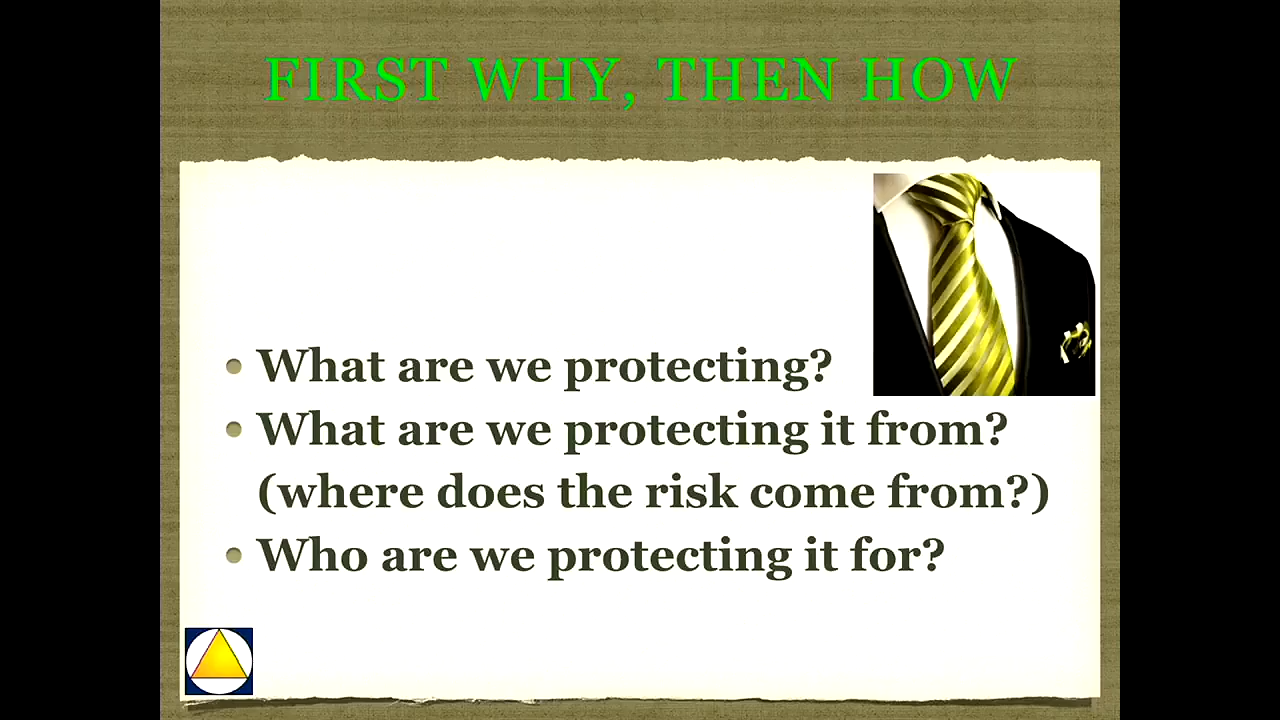 FIRST WHY, THEN HOW
• What are we protecting?
• What are we protecting it from?
(where does the risk come from?)
• Who are we protecting it for?